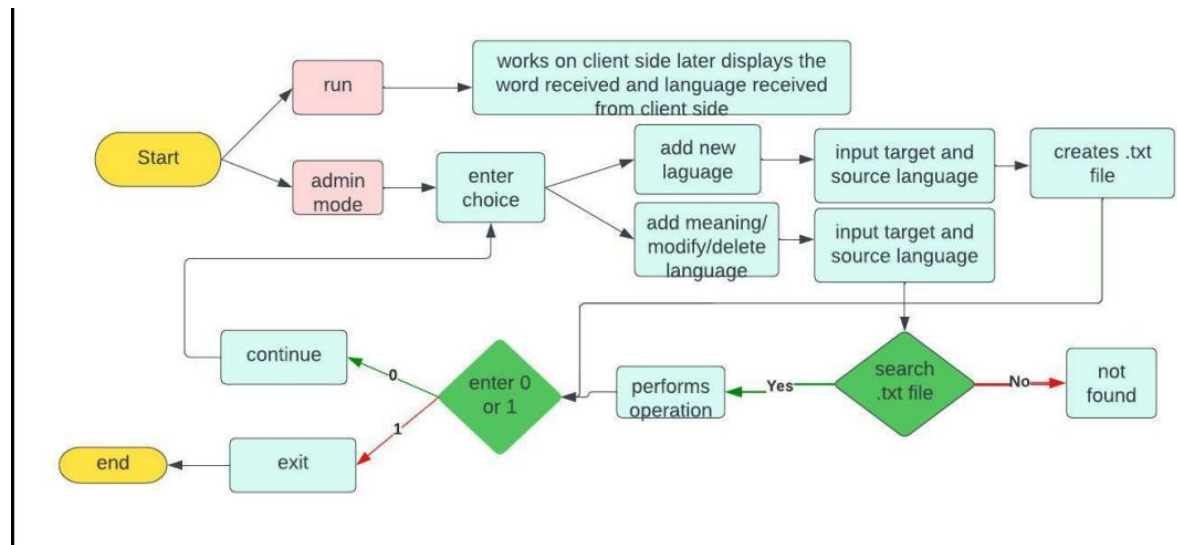 works on client side later displays the
word received and language received
from client side
run
Start
admin
mode
enter
choice
add new
laguage
input target and
source language
creates .txt
file
add meaning/
modify/delete
language
input target and
source language
continue
0
enter 0
or 1
1
performs
operation
Yes
search
.txt file
No
not
found
end
exit